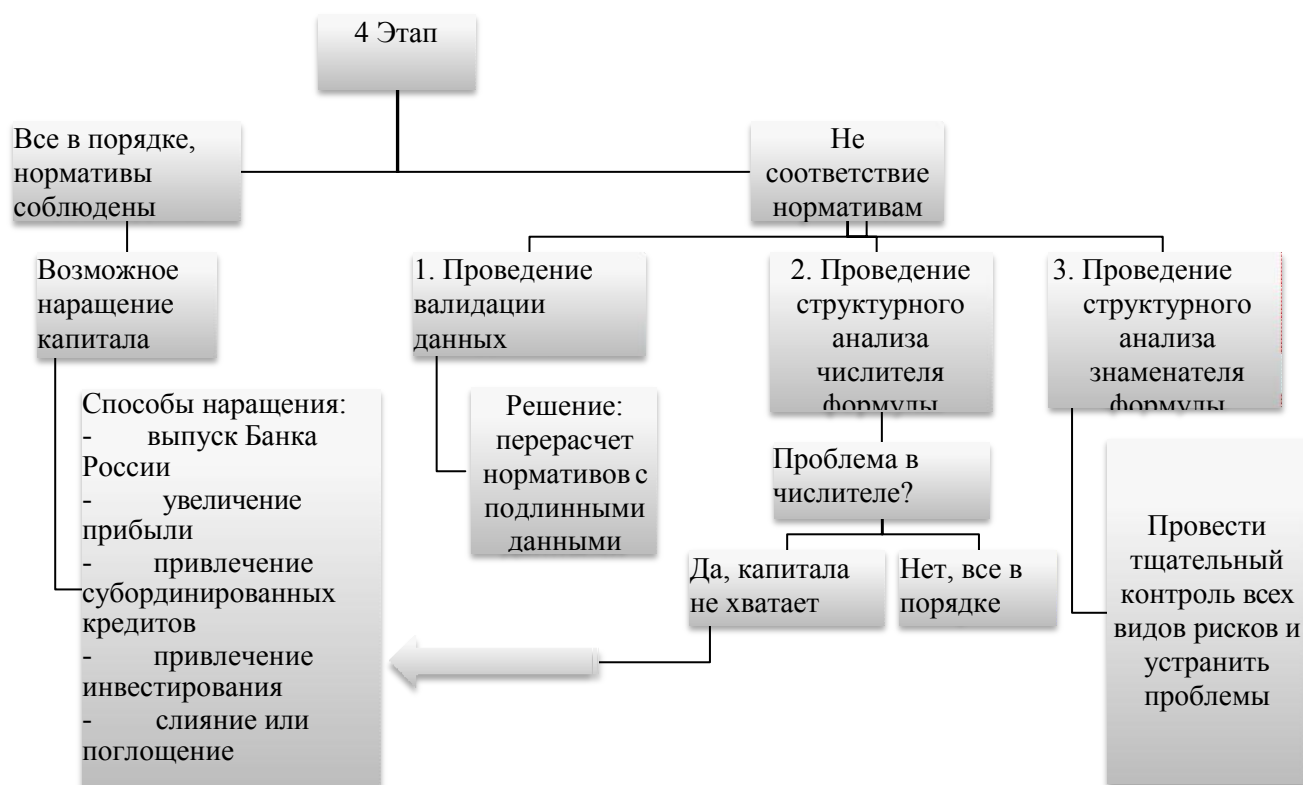 4 Этап
Все в порядке,
нормативы
соблюдены
Не
соответствие
нормативам
Возможное
наращение
капитала
1. Проведение
валидации
данных
2. Проведение
структурного
анализа
числителя
формулы
3. Проведение
структурного
анализа
знаменателя
формулы
Способы наращения:
- выпуск Банка
России
- увеличение
прибыли
- привлечение
субординированных
кредитов
- привлечение
инвестирования
- слияние или
поглощение
Решение:
перерасчет
нормативов с
подлинными
данными
Проблема в
числителе?
Да, капитала
не хватает
Нет, все в
порядке
Провести
тщательный
контроль всех
видов рисков и
устранить
проблемы